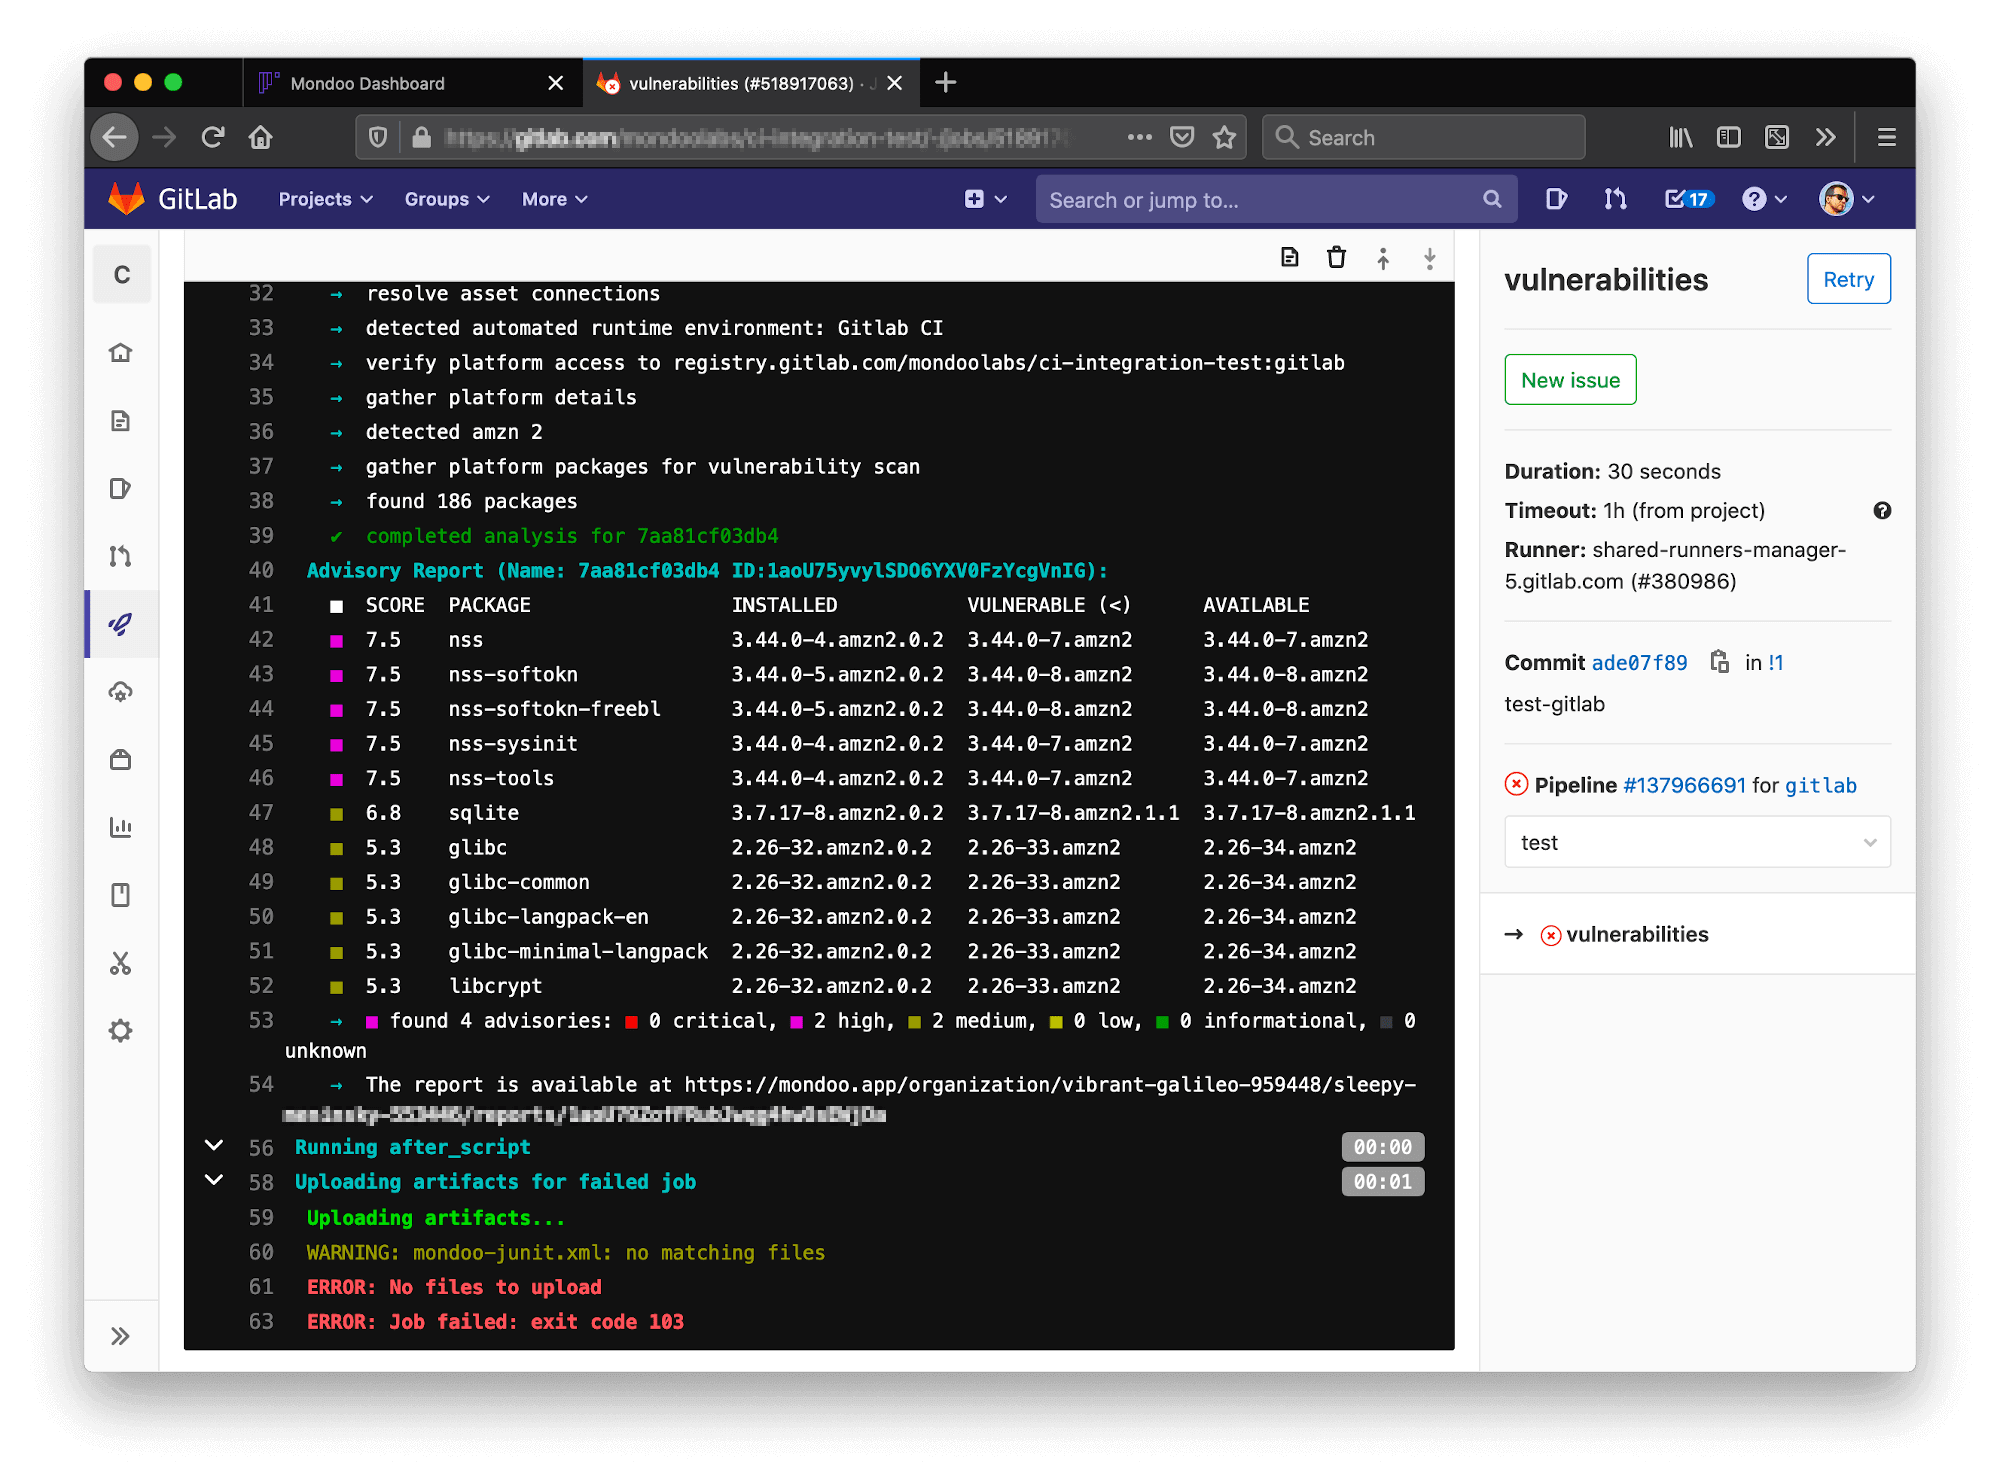 Mondoo Dashboard
vulnerabilities (#518917063) · J
Search
GitLab
Projects
Groups
More
Search or jump to...
17
C
32 → resolve asset connections
33 → detected automated runtime environment: Gitlab CI
34 → verify platform access to registry.gitlab.com/mondoolabs/ci-integration-test:gitlab
35 → gather platform details
36 → detected amzn 2
37 → gather platform packages for vulnerability scan
38 → found 186 packages
39 ✔ completed analysis for 7aa81cf03db4
40 Advisory Report (Name: 7aa81cf03db4 ID:1aoU75yvylSDO6YXV0FzYcgVnIG):
41 ■ SCORE PACKAGE INSTALLED VULNERABLE (<) AVAILABLE
42 ■ 7.5 nss 3.44.0-4.amzn2.0.2 3.44.0-7.amzn2 3.44.0-7.amzn2
43 ■ 7.5 nss-softokn 3.44.0-5.amzn2.0.2 3.44.0-8.amzn2 3.44.0-8.amzn2
44 ■ 7.5 nss-softokn-freebl 3.44.0-5.amzn2.0.2 3.44.0-8.amzn2 3.44.0-8.amzn2
45 ■ 7.5 nss-sysinit 3.44.0-4.amzn2.0.2 3.44.0-7.amzn2 3.44.0-7.amzn2
46 ■ 7.5 nss-tools 3.44.0-4.amzn2.0.2 3.44.0-7.amzn2 3.44.0-7.amzn2
47 ■ 6.8 sqlite 3.7.17-8.amzn2.0.2 3.7.17-8.amzn2.1.1 3.7.17-8.amzn2.1.1
48 ■ 5.3 glibc 2.26-32.amzn2.0.2 2.26-33.amzn2 2.26-34.amzn2
49 ■ 5.3 glibc-common 2.26-32.amzn2.0.2 2.26-33.amzn2 2.26-34.amzn2
50 ■ 5.3 glibc-langpack-en 2.26-32.amzn2.0.2 2.26-33.amzn2 2.26-34.amzn2
51 ■ 5.3 glibc-minimal-langpack 2.26-32.amzn2.0.2 2.26-33.amzn2 2.26-34.amzn2
52 ■ 5.3 libcrypt 2.26-32.amzn2.0.2 2.26-33.amzn2 2.26-34.amzn2
53 → ■ found 4 advisories: ■ 0 critical, ■ 2 high, ■ 2 medium, ■ 0 low, ■ 0 informational, ■ 0
unknown
54 → The report is available at https://mondoo.app/organization/vibrant-galileo-959448/sleepy-
56 Running after_script 00:00
58 Uploading artifacts for failed job 00:01
59 Uploading artifacts...
60 WARNING: mondoo-junit.xml: no matching files
61 ERROR: No files to upload
63 ERROR: Job failed: exit code 103
vulnerabilities
Retry
New issue
Duration: 30 seconds
Timeout: 1h (from project)
Runner: shared-runners-manager-
5.gitlab.com (#380986)
Commit ade07f89 in !1
test-gitlab
Pipeline #137966691 for gitlab
test
→ vulnerabilities